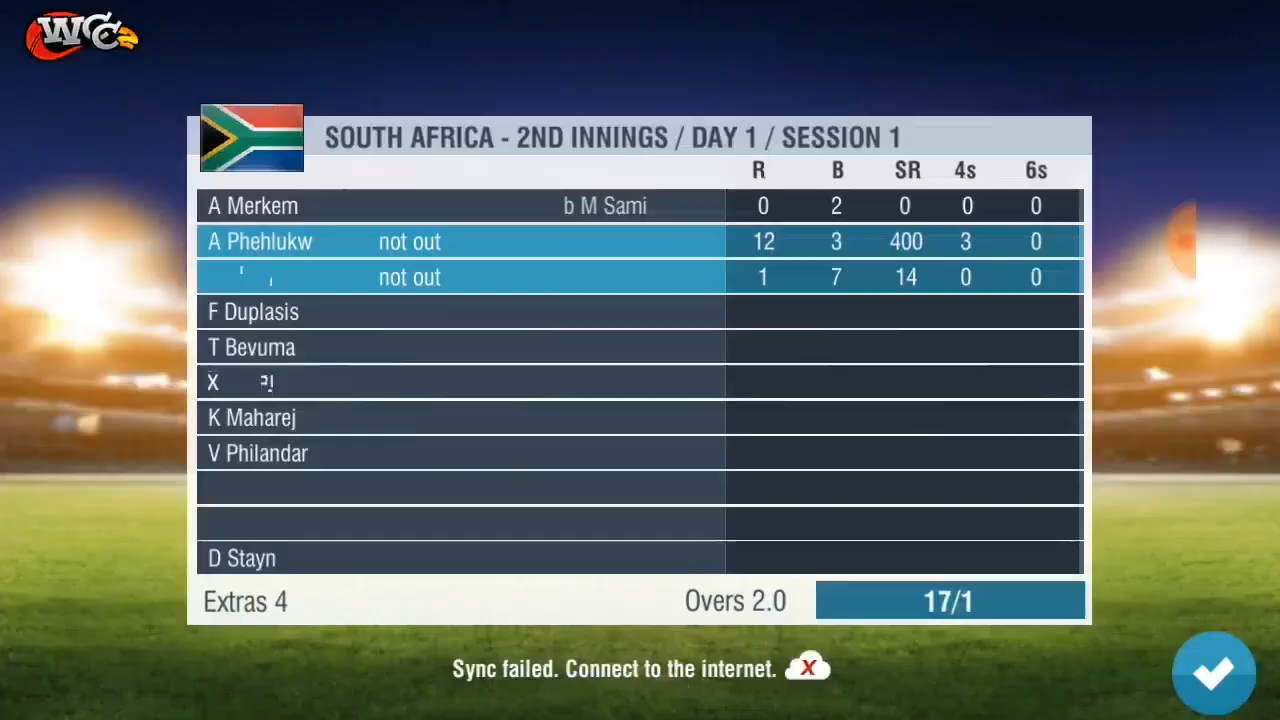 WCC
SOUTH AFRICA - 2ND INNINGS / DAY 1 / SESSION 1
R B SR 4s 6s
A Merkem b M Sami 0 2 0 0 0
A Phehlukw not out 12 3 400 3 0
not out 1 7 14 0 0
F Duplasis
T Bevuma
X
K Maharej
V Philandar
D Stayn
Extras 4 Overs 2.0 17/1
Sync failed. Connect to the internet. X